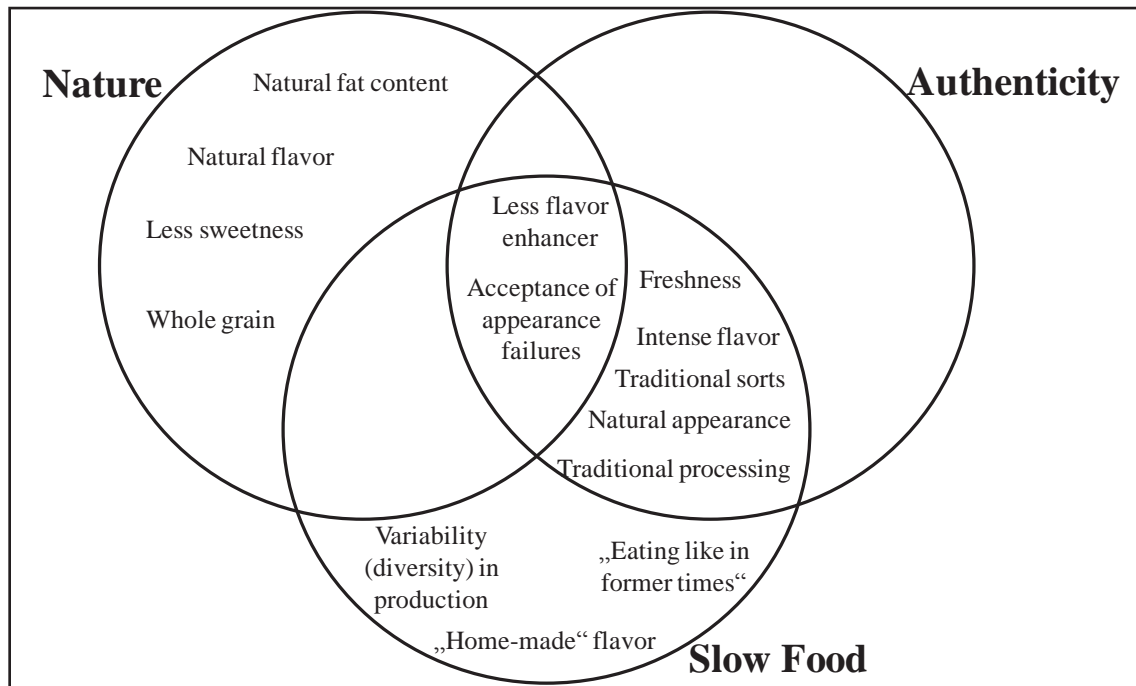 Nature
Natural fat content
Authenticity
Natural flavor
Less sweetness
Whole grain
Less flavor
enhancer
Acceptance of
appearance
failures
Freshness
Intense flavor
Traditional sorts
Natural appearance
Traditional processing
Variability
(diversity) in
production
„Eating like in
former times“
„Home-made“ flavor
Slow Food